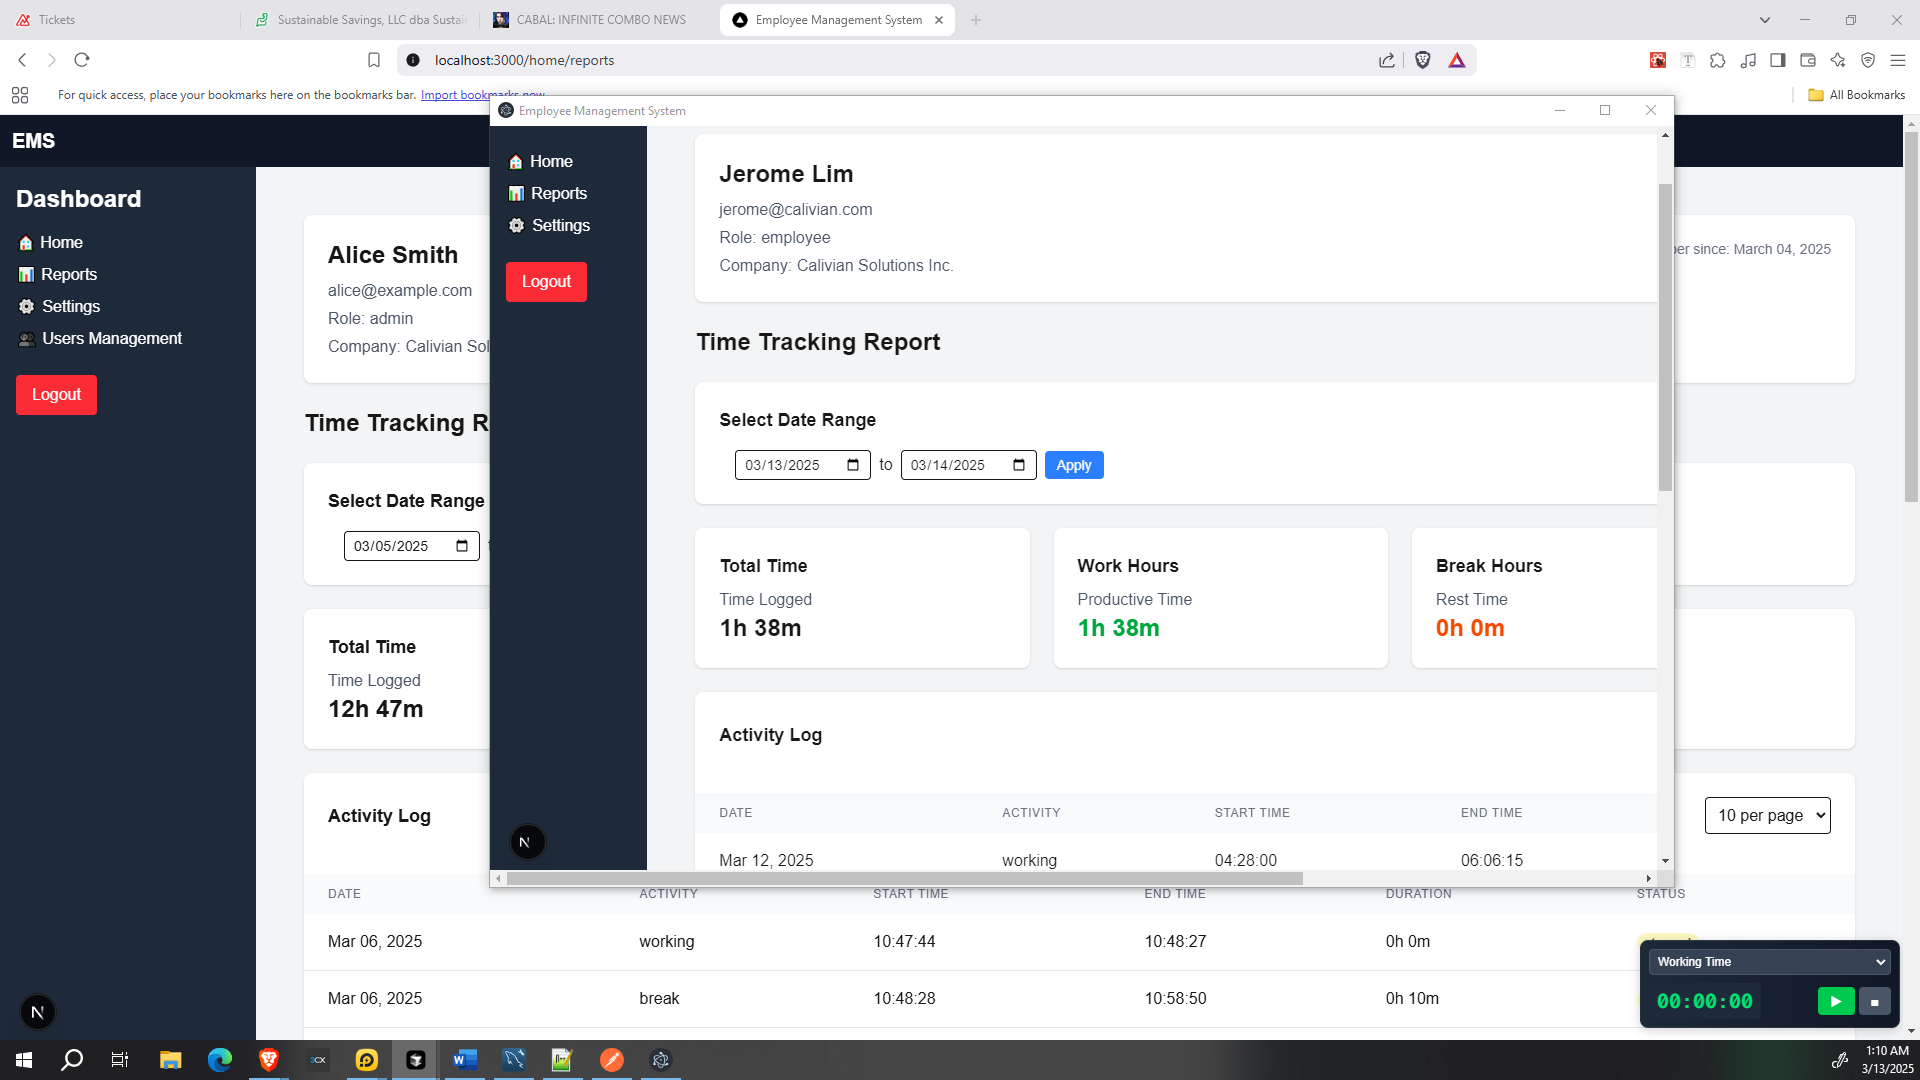 Tickets
Sustainable Savings, LLC dba Sustai
CABAL: INFINITE COMBO NEWS
Employee Management System
localhost:3000/home/reports
For quick access, place your bookmarks here on the bookmarks bar. Import bookmarks now...
All Bookmarks
EMS
Dashboard
Home
Reports
Settings
Users Management
Logout
Alice Smith
alice@example.com
Role: admin
Company: Calivian Sol
er since: March 04, 2025
Time Tracking R
Select Date Range
03/05/2025
Total Time
Time Logged
12h 47m
Activity Log
10 per page
DATE ACTIVITY START TIME END TIME DURATION STATUS
Mar 06, 2025 working 10:47:44 10:48:27 0h 0m
Mar 06, 2025 break 10:48:28 10:58:50 0h 10m
N
Employee Management System
Home
Reports
Settings
Logout
N
Jerome Lim
jerome@calivian.com
Role: employee
Company: Calivian Solutions Inc.
Time Tracking Report
Select Date Range
03/13/2025 to 03/14/2025 Apply
Total Time
Time Logged
1h 38m
Work Hours
Productive Time
1h 38m
Break Hours
Rest Time
0h 0m
Activity Log
DATE ACTIVITY START TIME END TIME
Mar 12, 2025 working 04:28:00 06:06:15
Working Time
00:00:00
3CX
1:10 AM
3/13/2025